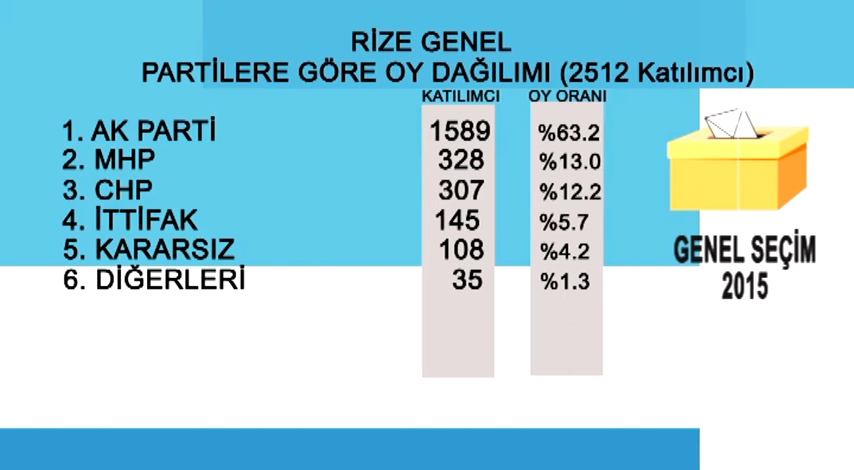 RİZE GENEL
PARTİLERE GÖRE OY DAĞILIMI (2512 Katılımcı)
KATILIMCI OY ORANI
1. AK PARTİ 1589 %63.2
2. MHP 328 %13.0
3. CHP 307 %12.2
4. İTTİFAK 145 %5.7
5. KARARSIZ 108 %4.2
6. DİĞERLERİ 35 %1.3
GENEL SEÇİM
2015